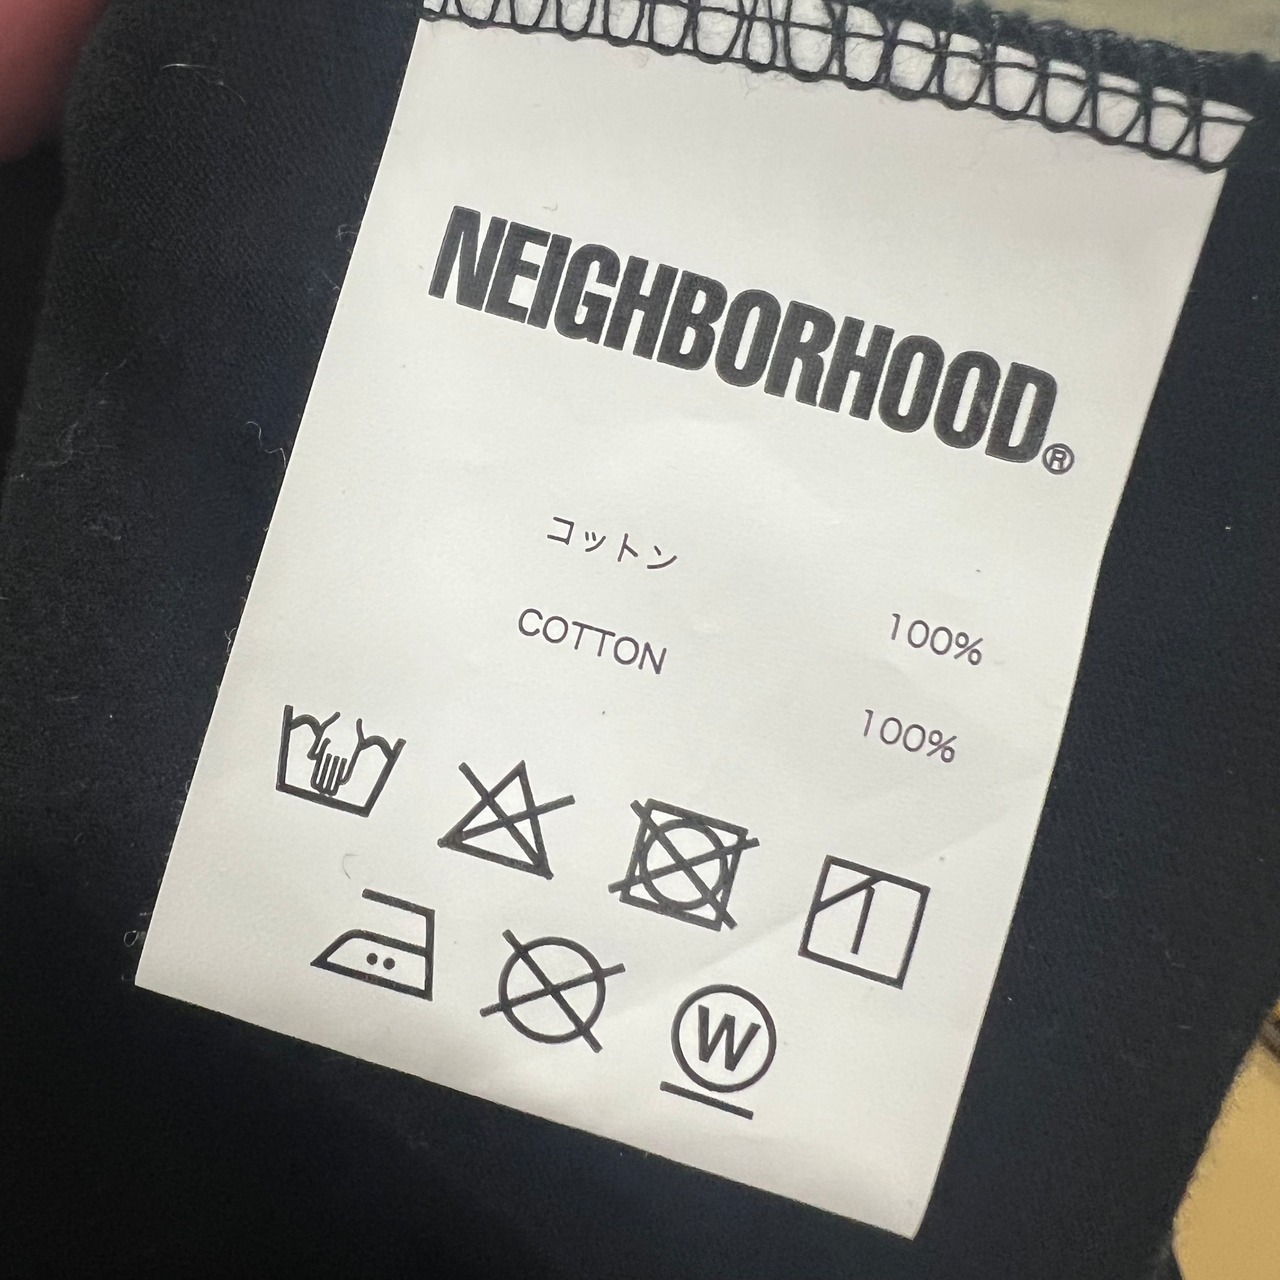 NEIGHBORHOOD®
コットン 100%
COTTON 100%
W